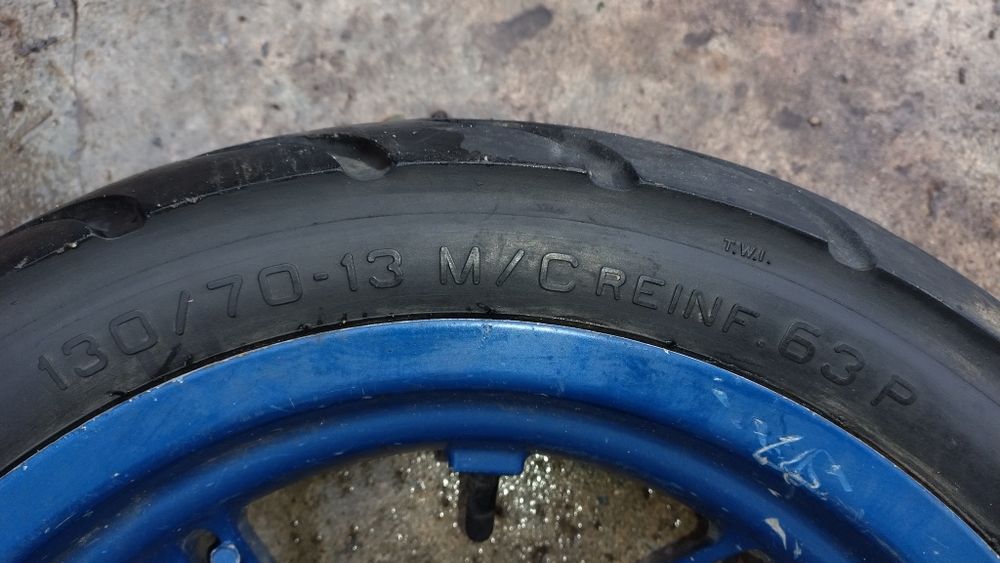 T.W.I.
130/70-13 M/C REINF. 63 P